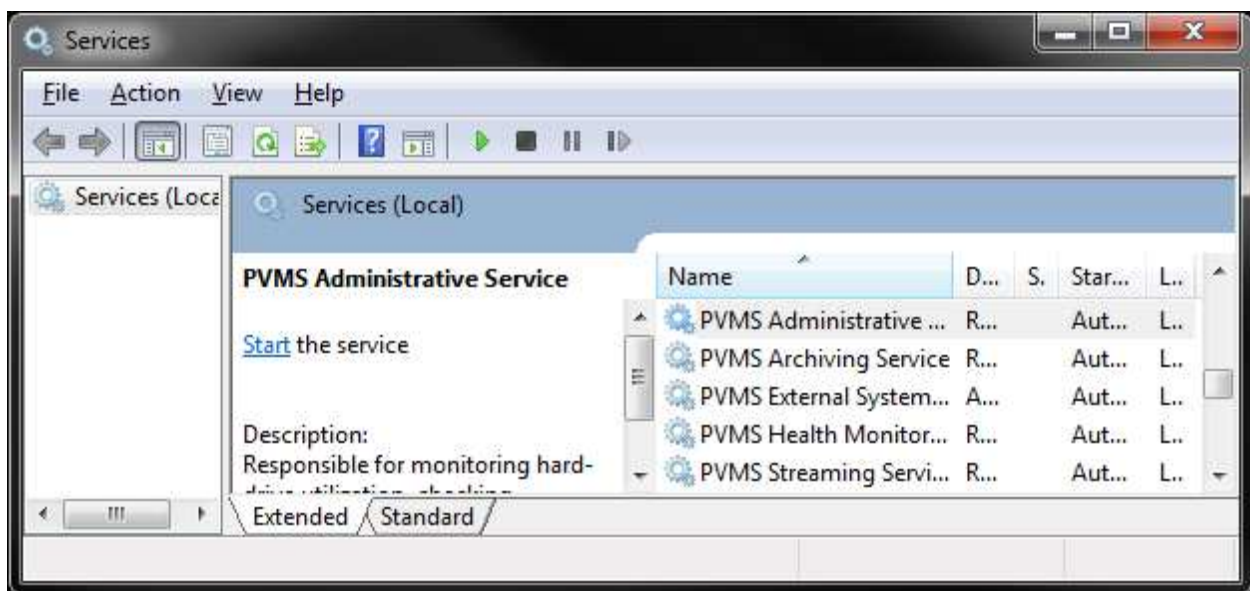 Services
File Action View Help
Services (Loca
Services (Local)
PVMS Administrative Service
Start the service
Description:
Responsible for monitoring hard-
Name D... S. Star... L..
PVMS Administrative ... R... Aut... L..
PVMS Archiving Service R... Aut... L..
PVMS External System... A... Aut... L..
PVMS Health Monitor... R... Aut... L..
PVMS Streaming Servi... R... Aut... L..
Extended Standard